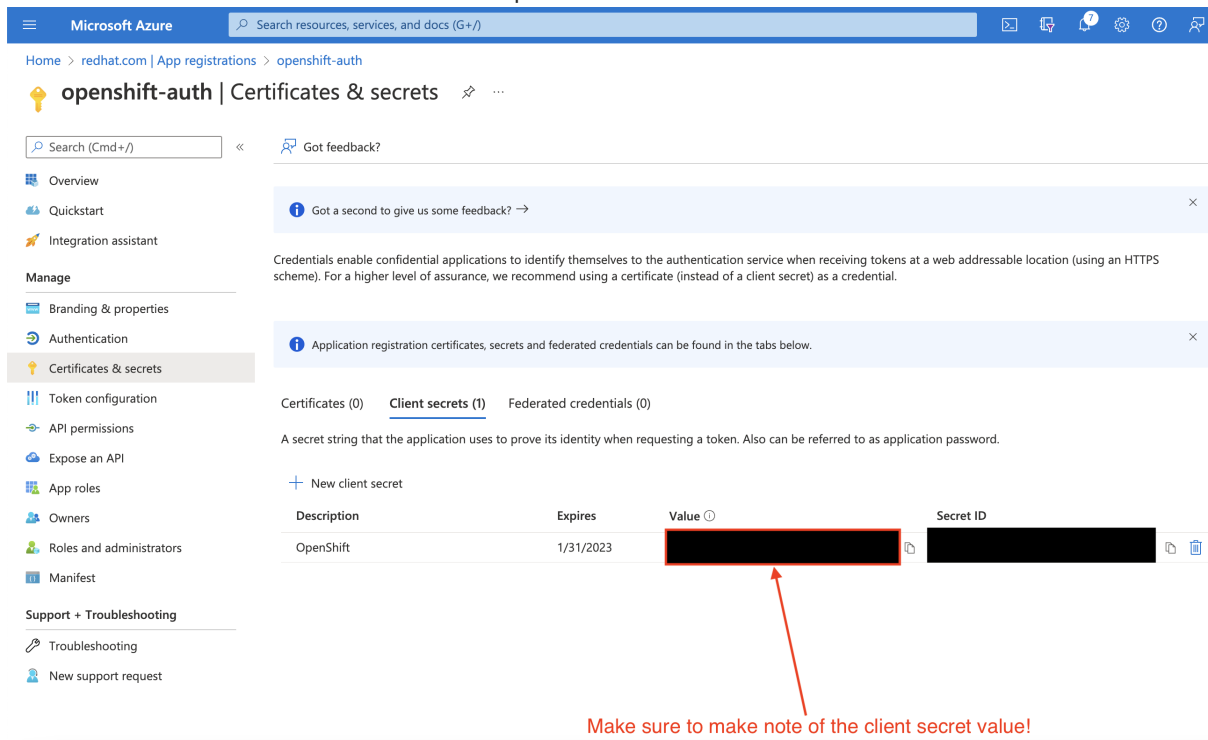 Microsoft Azure
Search resources, services, and docs (G+/)
7
Home > redhat.com | App registrations > openshift-auth
openshift-auth | Certificates & secrets
Search (Cmd+/)
«
Got feedback?
Overview
Quickstart
Integration assistant
Manage
Branding & properties
Authentication
Certificates & secrets
Token configuration
API permissions
Expose an API
App roles
Owners
Roles and administrators
Manifest
Support + Troubleshooting
Troubleshooting
New support request
Got a second to give us some feedback? →
Credentials enable confidential applications to identify themselves to the authentication service when receiving tokens at a web addressable location (using an HTTPS
scheme). For a higher level of assurance, we recommend using a certificate (instead of a client secret) as a credential.
Application registration certificates, secrets and federated credentials can be found in the tabs below.
Certificates (0) Client secrets (1) Federated credentials (0)
A secret string that the application uses to prove its identity when requesting a token. Also can be referred to as application password.
+ New client secret
Description Expires Value Secret ID
OpenShift 1/31/2023
Make sure to make note of the client secret value!